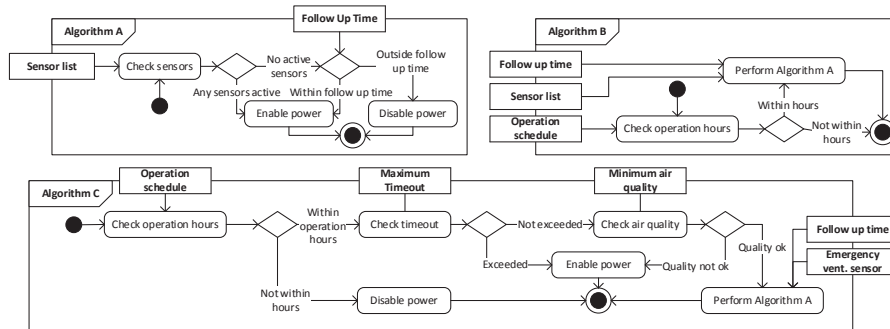 Algorithm A
Follow Up Time
Sensor list
Check sensors
No active
sensors
Outside follow
up time
Any sensors active
Within follow up time
Enable power
Disable power
Algorithm B
Follow up time
Sensor list
Operation
schedule
Perform Algorithm A
Within hours
Check operation hours
Not within
hours
Algorithm C
Operation
schedule
Maximum
Timeout
Minimum air
quality
Check operation hours
Within
operation
hours
Check timeout
Not exceeded
Check air quality
Follow up time
Emergency
vent. sensor
Exceeded
Enable power
Quality not ok
Quality ok
Not within
hours
Disable power
Perform Algorithm A